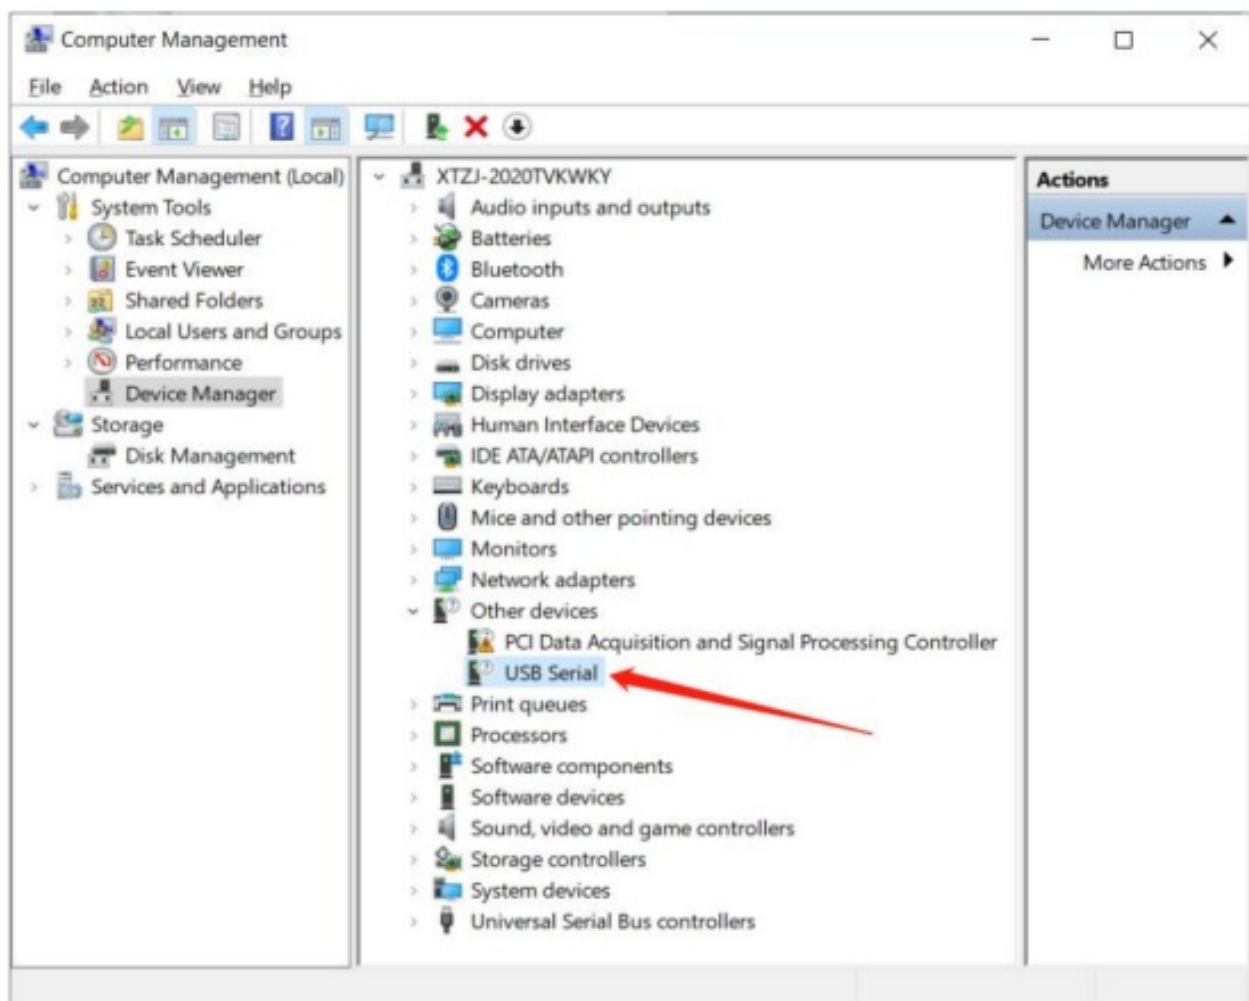 Computer Management
File Action View Help
Computer Management (Local)
System Tools
Task Scheduler
Event Viewer
Shared Folders
Local Users and Groups
Performance
Device Manager
Storage
Disk Management
Services and Applications
XTZJ-2020TVKWKY
Audio inputs and outputs
Batteries
Bluetooth
Cameras
Computer
Disk drives
Display adapters
Human Interface Devices
IDE ATA/ATAPI controllers
Keyboards
Mice and other pointing devices
Monitors
Network adapters
Other devices
PCI Data Acquisition and Signal Processing Controller
USB Serial
Print queues
Processors
Software components
Software devices
Sound, video and game controllers
Storage controllers
System devices
Universal Serial Bus controllers
Actions
Device Manager
More Actions